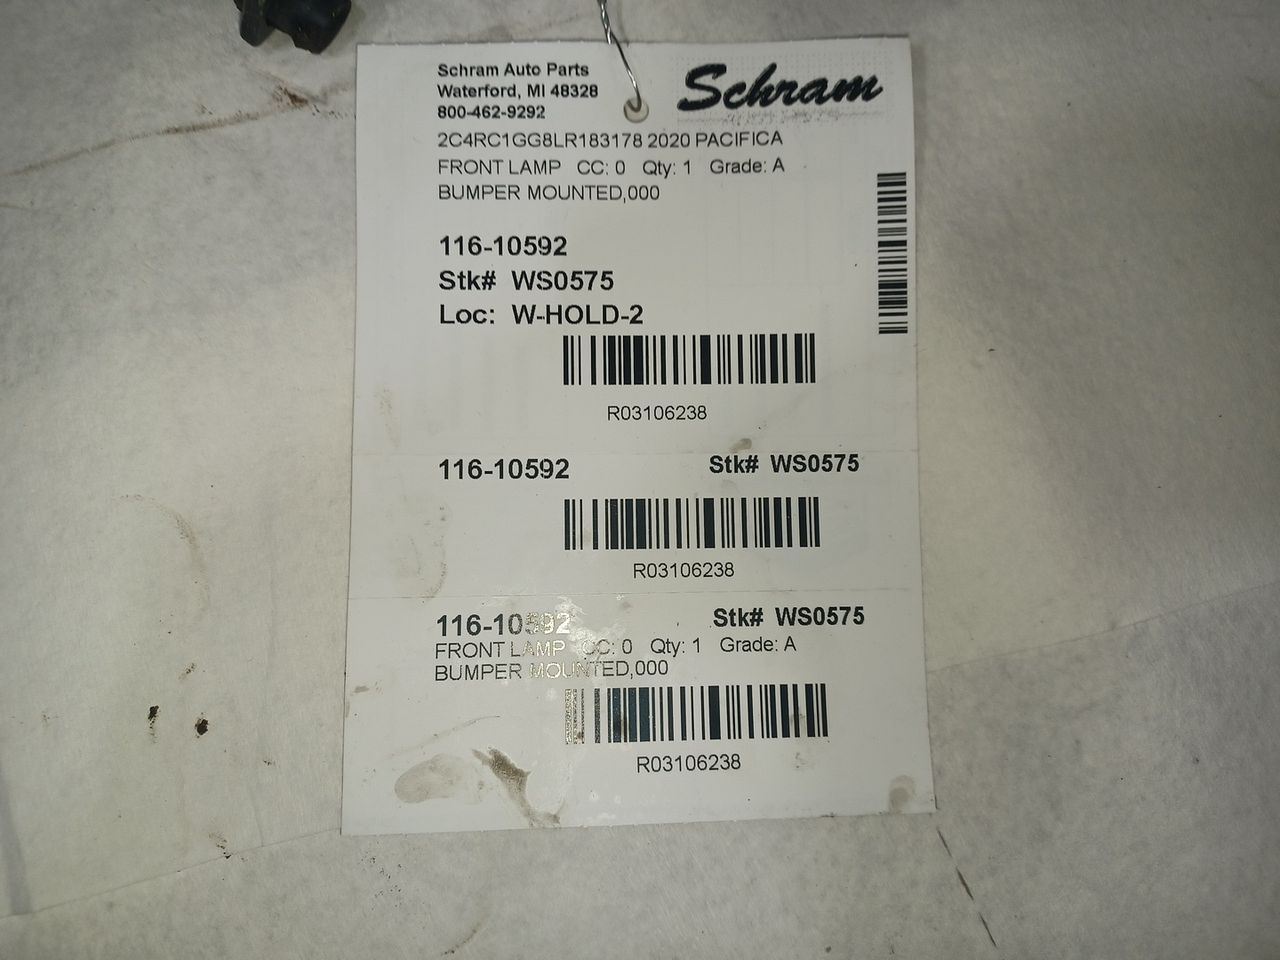 Schram Auto Parts
Waterford, MI 48328
800-462-9292
Schram
2C4RC1GG8LR183178 2020 PACIFICA
FRONT LAMP CC: 0 Qty: 1 Grade: A
BUMPER MOUNTED,000
116-10592
Stk# WS0575
Loc: W-HOLD-2
R03106238
116-10592 Stk# WS0575
R03106238
116-10592 Stk# WS0575
FRONT LAMP CC: 0 Qty: 1 Grade: A
BUMPER MOUNTED,000
R03106238